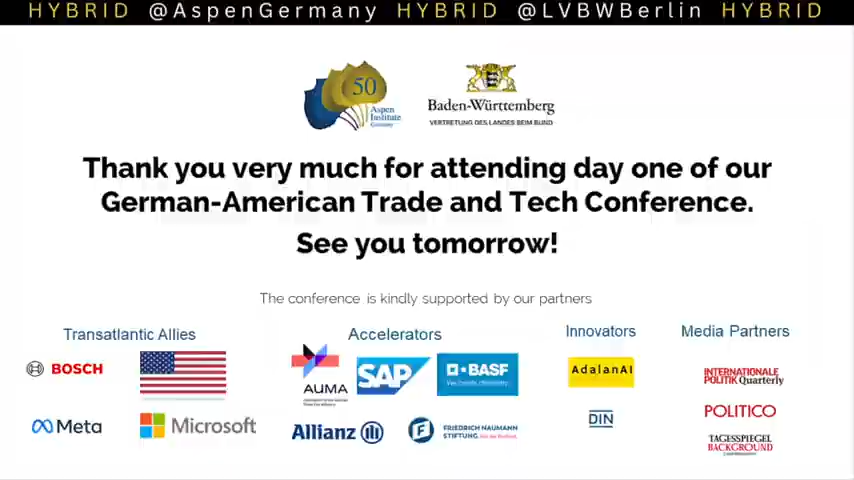 HYBRID @AspenGermany HYBRID @LVBWBerlin HYBRID
50
Aspen
Institute
Germany
Baden-Württemberg
VERTRETUNG DES LANDES BEIM BUND
Thank you very much for attending day one of our
German-American Trade and Tech Conference.
See you tomorrow!
The conference is kindly supported by our partners
Transatlantic Allies
BOSCH
Meta
Microsoft
Accelerators
AUMA
SAP
BASF
We create chemistry
Allianz
FRIEDRICH NAUMANN
STIFTUNG Für die Freiheit.
Innovators
AdalanAI
DIN
Media Partners
INTERNATIONALE
POLITIK Quarterly
POLITICO
TAGESSPIEGEL
BACKGROUND